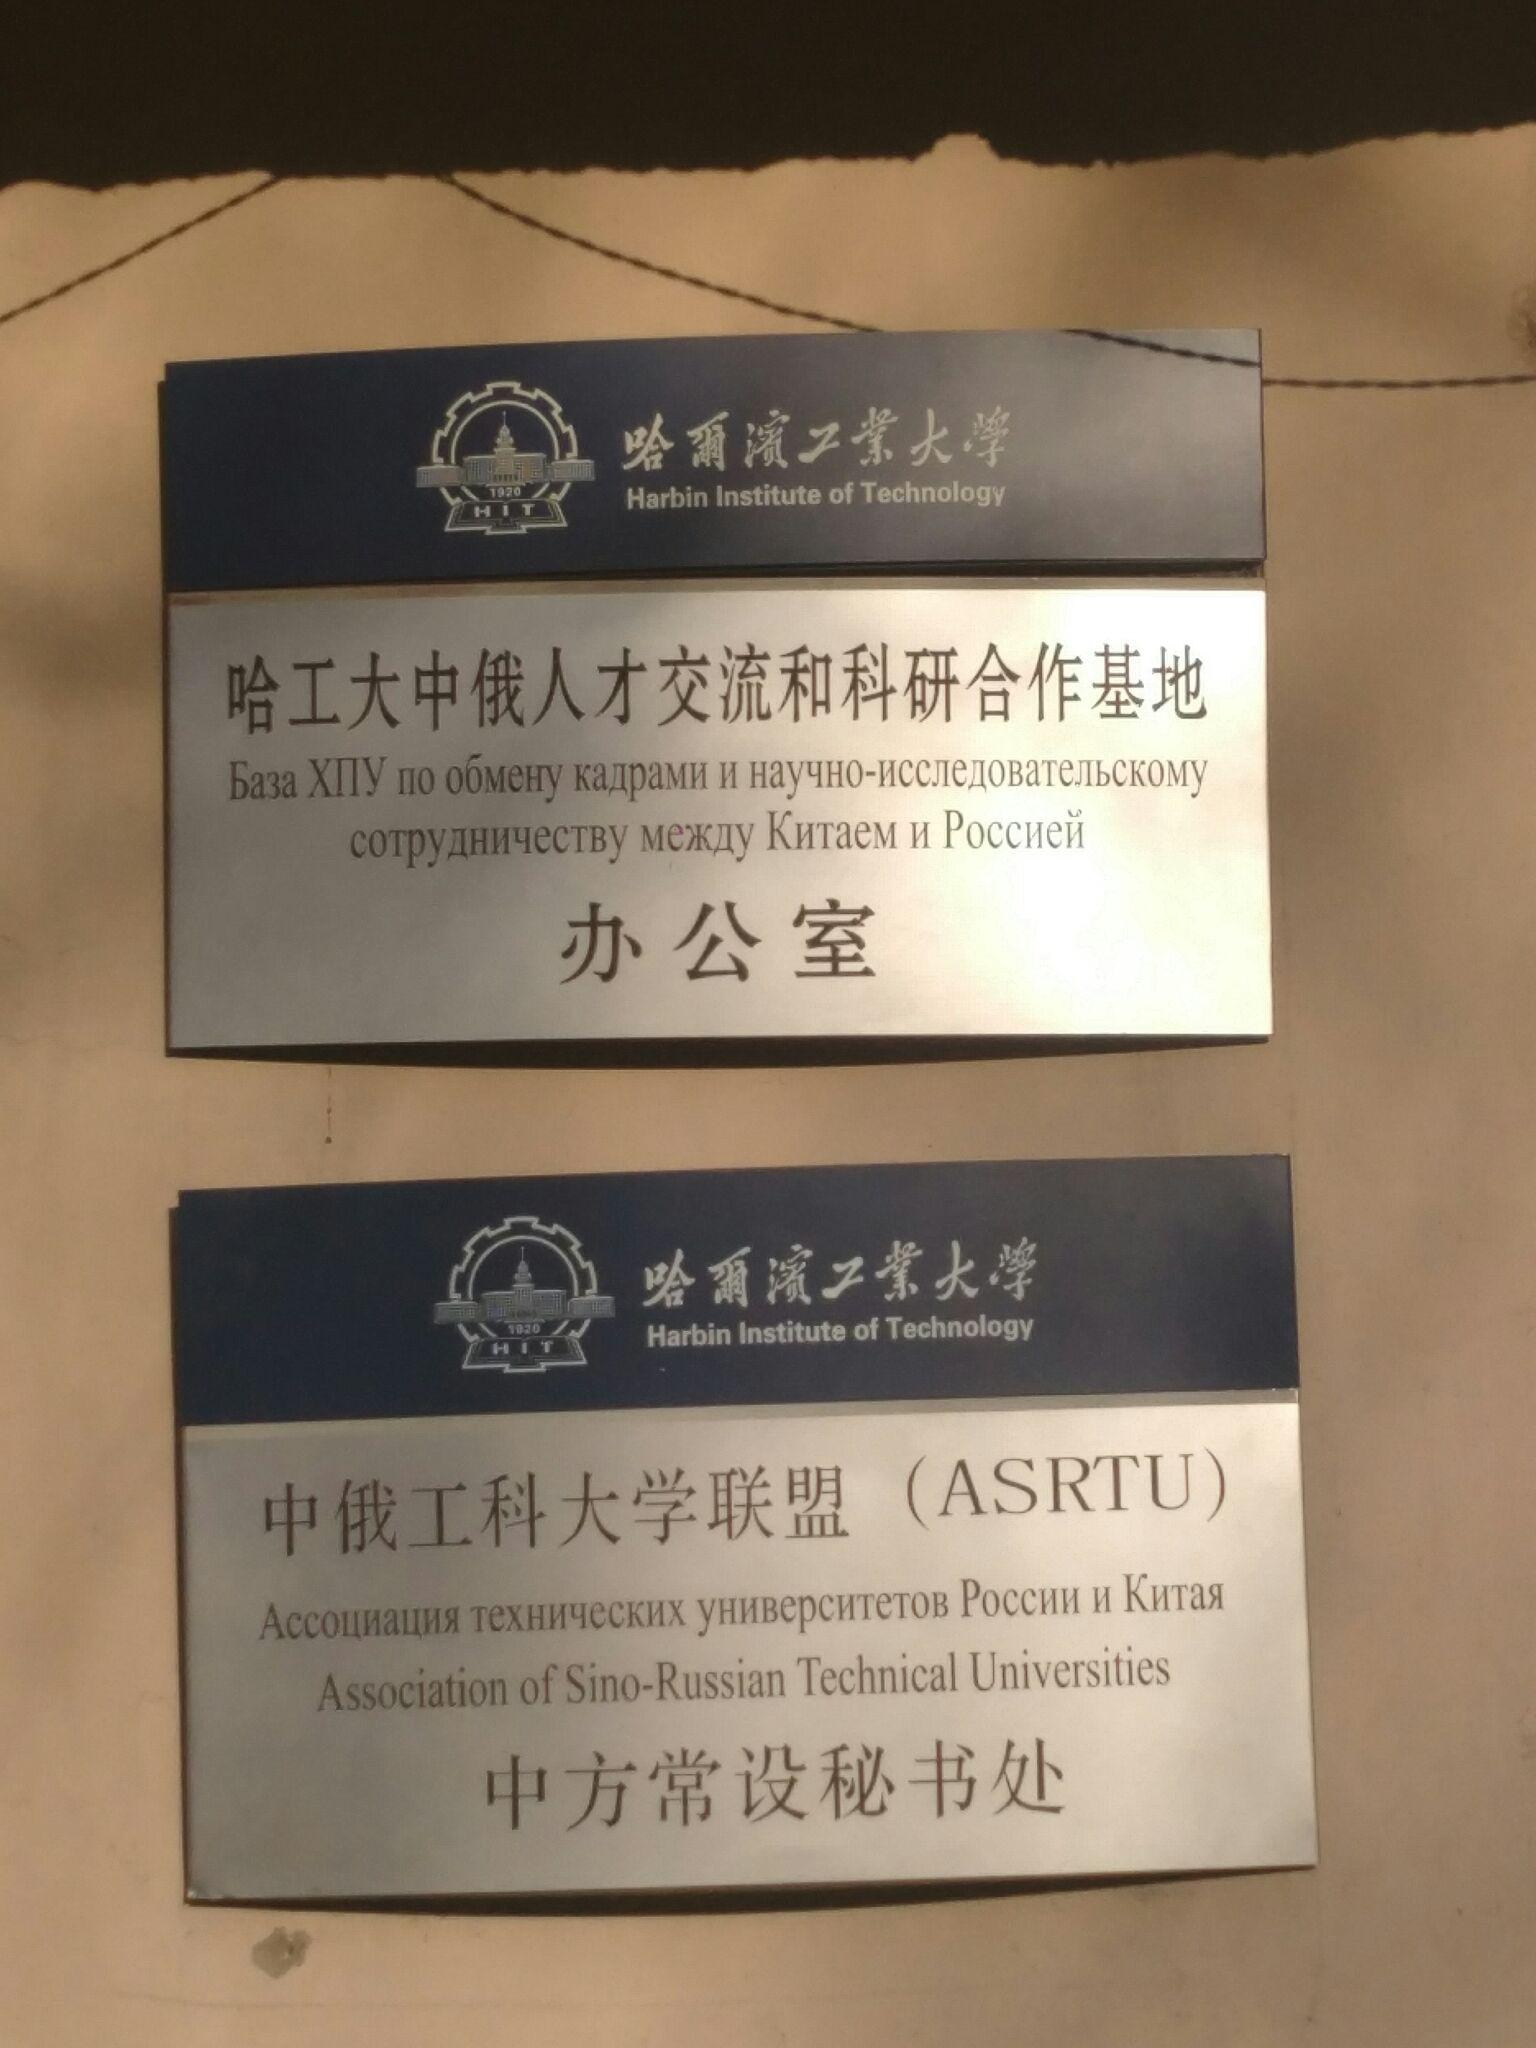 哈爾濱工業大學
Harbin Institute of Technology
1920
HIT
哈工大中俄人才交流和科研合作基地
База ХПУ по обмену кадрами и научно-исследовательскому
сотрудничеству между Китаем и Россией
办公室
哈爾濱工業大學
Harbin Institute of Technology
1920
HIT
中俄工科大学联盟（ASRTU）
Ассоциация технических университетов России и Китая
Association of Sino-Russian Technical Universities
中方常设秘书处